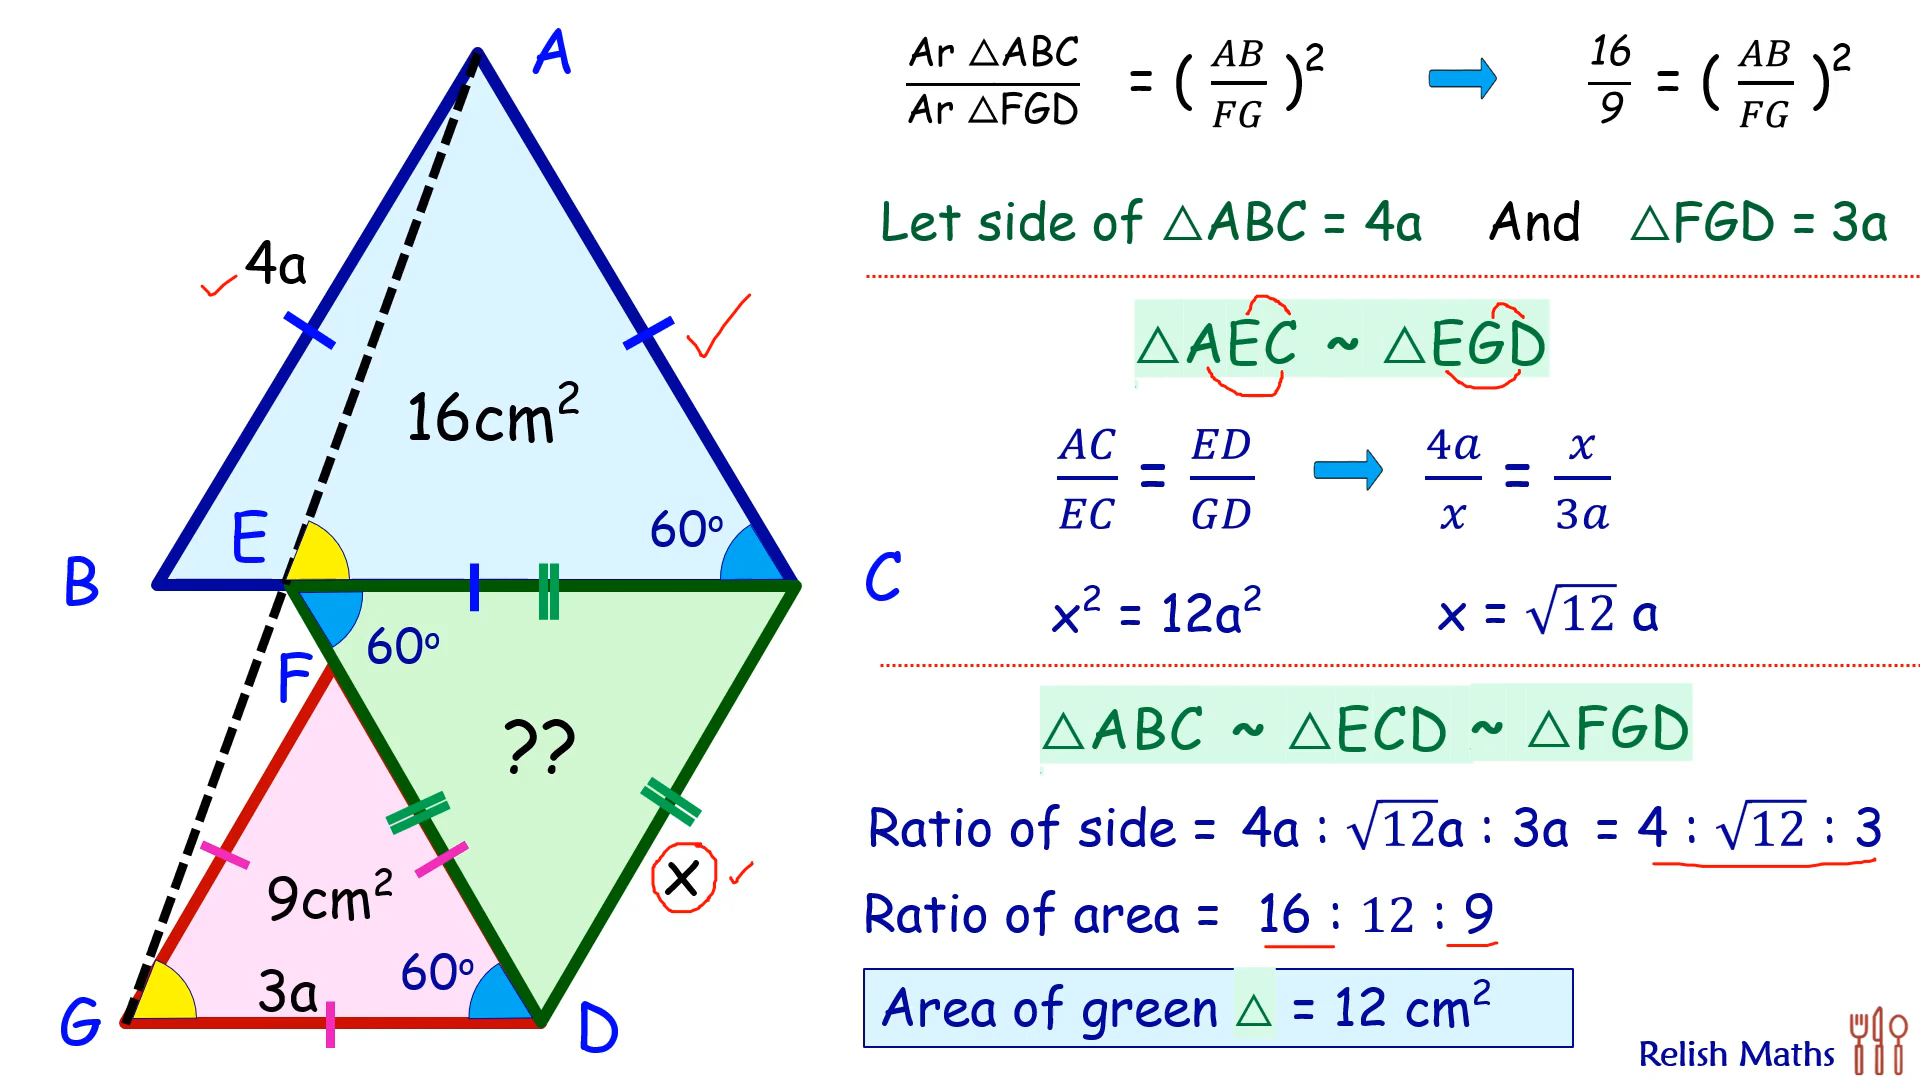 A
4a
16cm²
E
60°
B
C
60°
F
??
x
9cm²
3a
60°
G
D
Ar △ABC / Ar △FGD = ( AB / FG )² 16 / 9 = ( AB / FG )²
Let side of △ABC = 4a And △FGD = 3a
△AEC ~ △EGD
AC / EC = ED / GD 4a / x = x / 3a
x² = 12a² x = √12 a
△ABC ~ △ECD ~ △FGD
Ratio of side = 4a : √12a : 3a = 4 : √12 : 3
Ratio of area = 16 : 12 : 9
Area of green △ = 12 cm²
Relish Maths